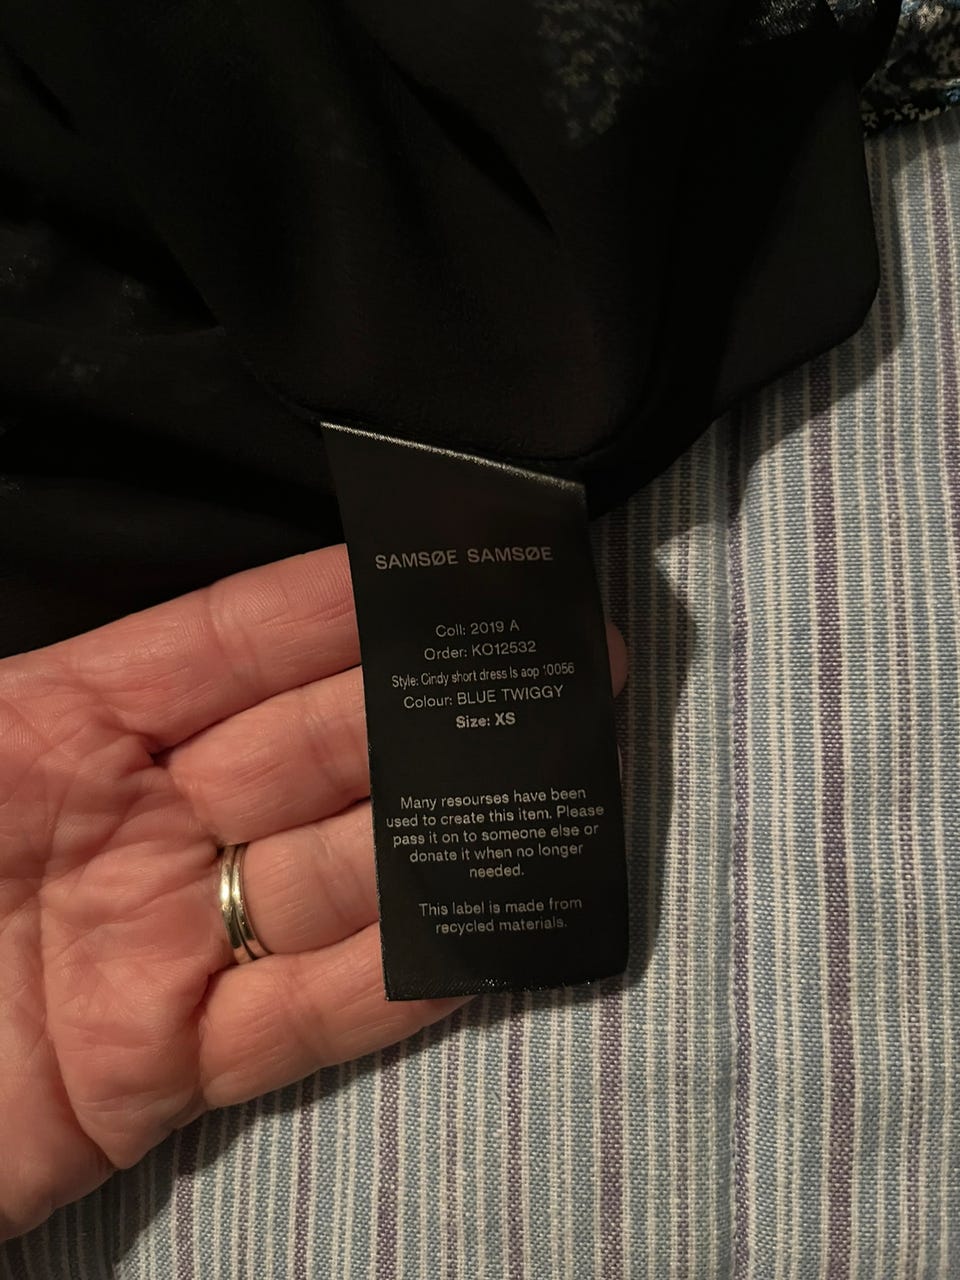 SAMSØE SAMSØE
Coll: 2019 A
Order: KO12532
Style: Cindy short dress ls aop 10056
Colour: BLUE TWIGGY
Size: XS
Many resourses have been
used to create this item. Please
pass it on to someone else or
donate it when no longer
needed.
This label is made from
recycled materials.